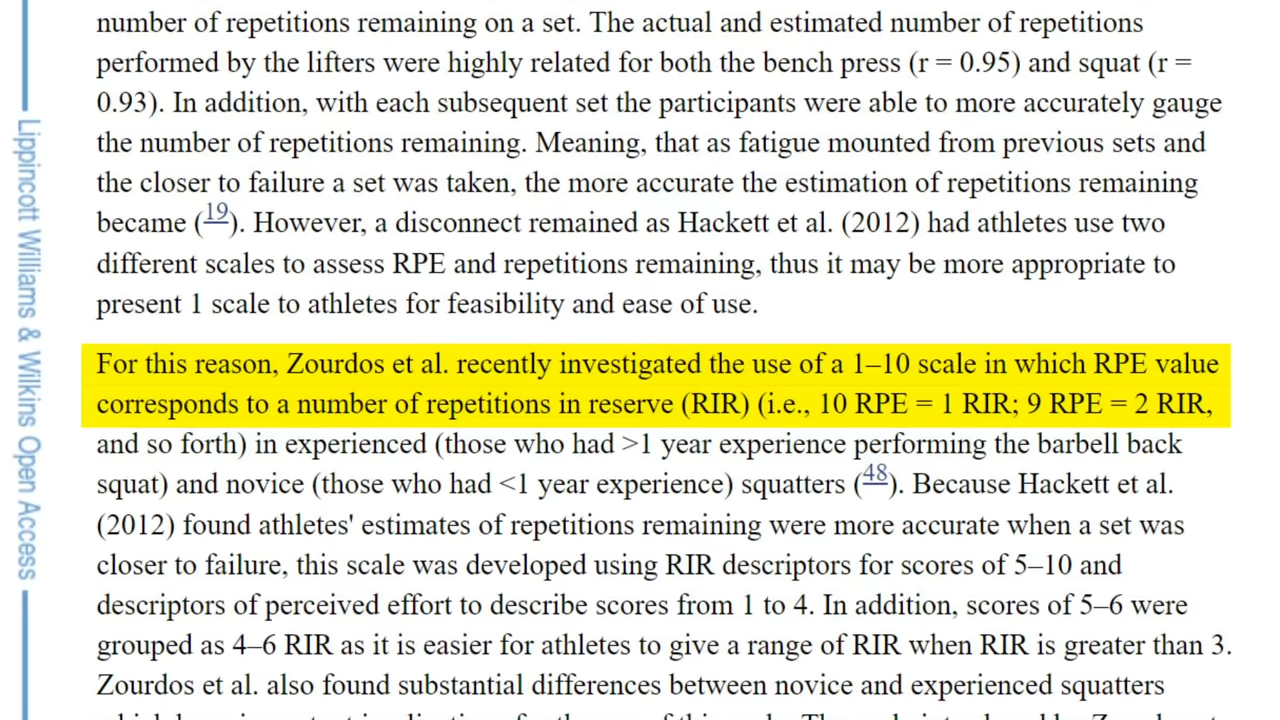 number of repetitions remaining on a set. The actual and estimated number of repetitions
performed by the lifters were highly related for both the bench press (r = 0.95) and squat (r =
0.93). In addition, with each subsequent set the participants were able to more accurately gauge
the number of repetitions remaining. Meaning, that as fatigue mounted from previous sets and
the closer to failure a set was taken, the more accurate the estimation of repetitions remaining
became (19). However, a disconnect remained as Hackett et al. (2012) had athletes use two
different scales to assess RPE and repetitions remaining, thus it may be more appropriate to
present 1 scale to athletes for feasibility and ease of use.
For this reason, Zourdos et al. recently investigated the use of a 1–10 scale in which RPE value
corresponds to a number of repetitions in reserve (RIR) (i.e., 10 RPE = 1 RIR; 9 RPE = 2 RIR,
and so forth) in experienced (those who had >1 year experience performing the barbell back
squat) and novice (those who had <1 year experience) squatters (48). Because Hackett et al.
(2012) found athletes' estimates of repetitions remaining were more accurate when a set was
closer to failure, this scale was developed using RIR descriptors for scores of 5–10 and
descriptors of perceived effort to describe scores from 1 to 4. In addition, scores of 5–6 were
grouped as 4–6 RIR as it is easier for athletes to give a range of RIR when RIR is greater than 3.
Zourdos et al. also found substantial differences between novice and experienced squatters
Lippincott Williams & Wilkins Open Access